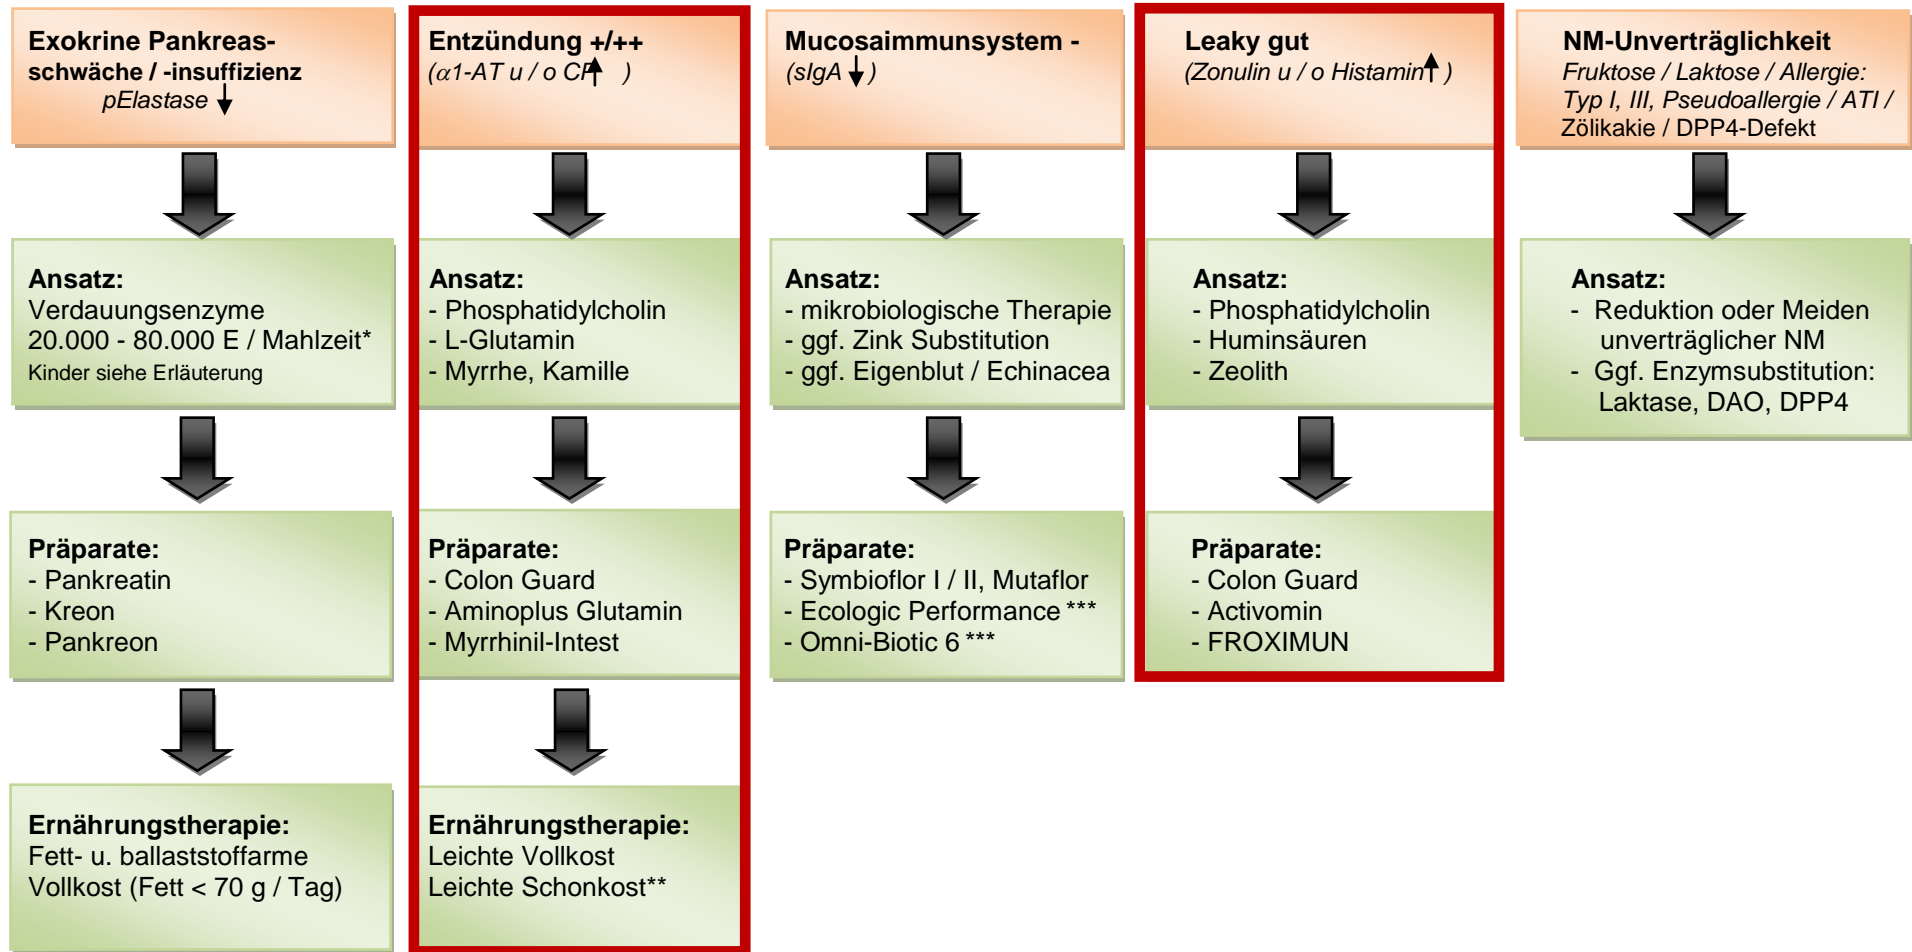 Exokrine Pankreas-
schwäche / -insuffizienz
pElastase
Entzündung +/++
(α1-AT u / o CP )
Mucosaimmunsystem -
(sIgA )
Leaky gut
(Zonulin u / o Histamin )
NM-Unverträglichkeit
Fruktose / Laktose / Allergie:
Typ I, III, Pseudoallergie / ATI /
Zölikakie / DPP4-Defekt
Ansatz:
Verdauungsenzyme
20.000 - 80.000 E / Mahlzeit*
Kinder siehe Erläuterung
Ansatz:
- Phosphatidylcholin
- L-Glutamin
- Myrrhe, Kamille
Ansatz:
- mikrobiologische Therapie
- ggf. Zink Substitution
- ggf. Eigenblut / Echinacea
Ansatz:
- Phosphatidylcholin
- Huminsäuren
- Zeolith
Ansatz:
- Reduktion oder Meiden
unverträglicher NM
- Ggf. Enzymsubstitution:
Laktase, DAO, DPP4
Präparate:
- Pankreatin
- Kreon
- Pankreon
Präparate:
- Colon Guard
- Aminoplus Glutamin
- Myrrhinil-Intest
Präparate:
- Symbioflor I / II, Mutaflor
- Ecologic Performance ***
- Omni-Biotic 6 ***
Präparate:
- Colon Guard
- Activomin
- FROXIMUN
Ernährungstherapie:
Fett- u. ballaststoffarme
Vollkost (Fett < 70 g / Tag)
Ernährungstherapie:
Leichte Vollkost
Leichte Schonkost**